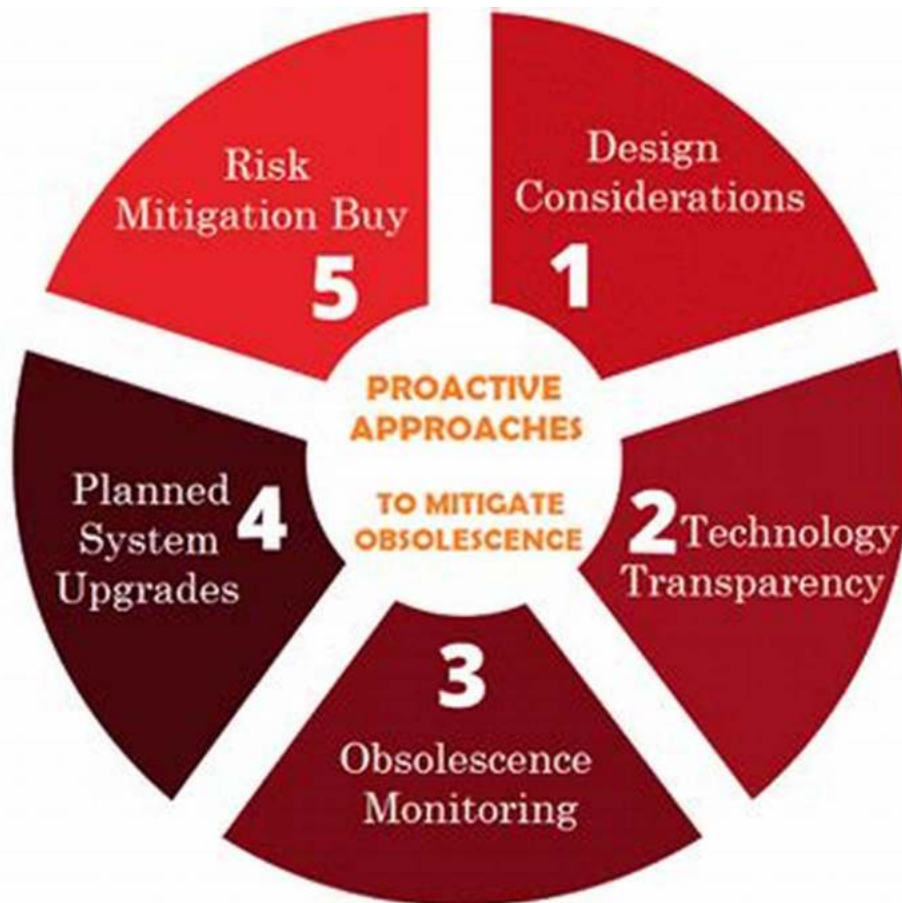 PROACTIVE
APPROACHES
TO MITIGATE
OBSOLESCENCE
Design
Considerations
1
2 Technology
Transparency
3
Obsolescence
Monitoring
Planned
System 4
Upgrades
Risk
Mitigation Buy
5